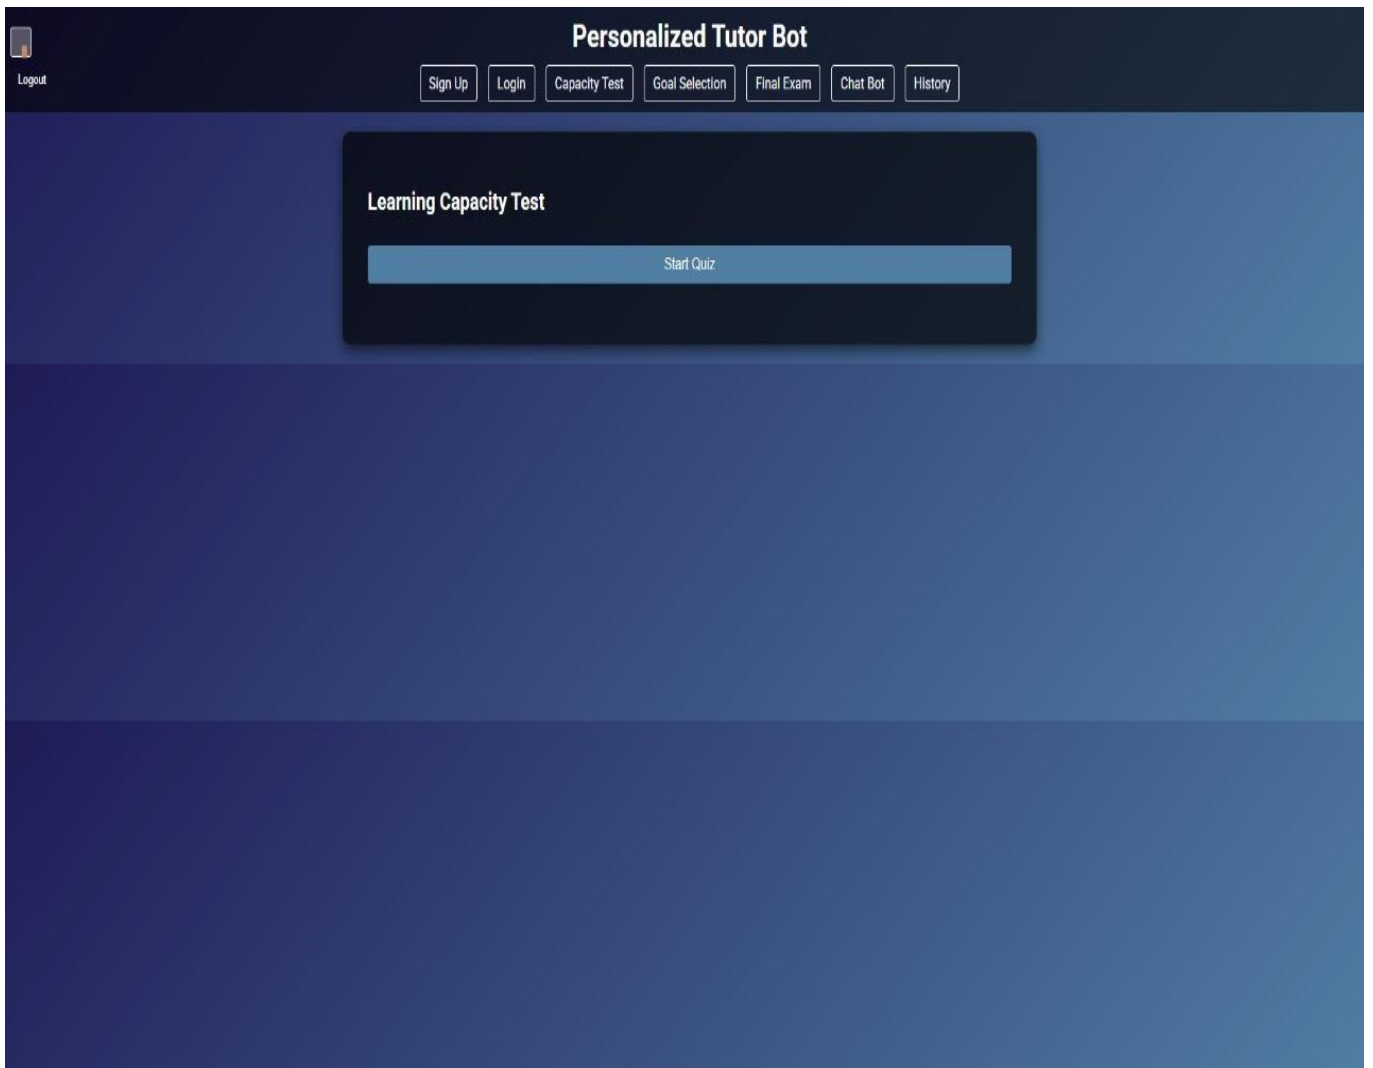 Personalized Tutor Bot
Logout
Sign Up Login Capacity Test Goal Selection Final Exam Chat Bot History
Learning Capacity Test
Start Quiz